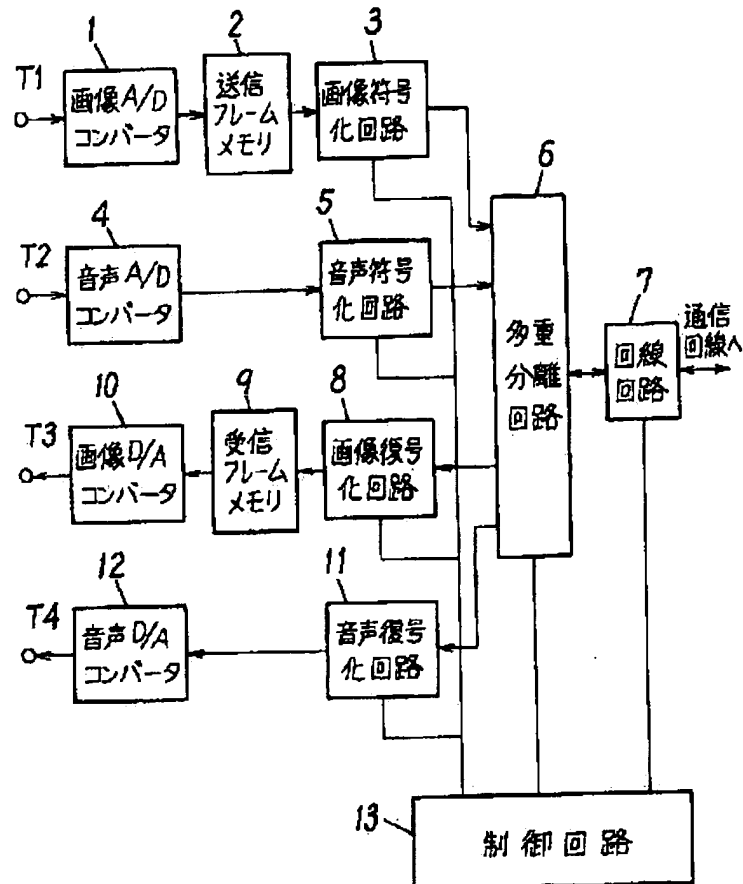 T1
1
画像A/D
コンバータ
2
送信
フレーム
メモリ
3
画像符号
化回路
T2
4
音声A/D
コンバータ
5
音声符号
化回路
6
多重
分離
回路
7
回線
回路
通信
回線へ
T3
10
画像D/A
コンバータ
9
受信
フレーム
メモリ
8
画像復号
化回路
T4
12
音声D/A
コンバータ
11
音声復号
化回路
13
制御回路